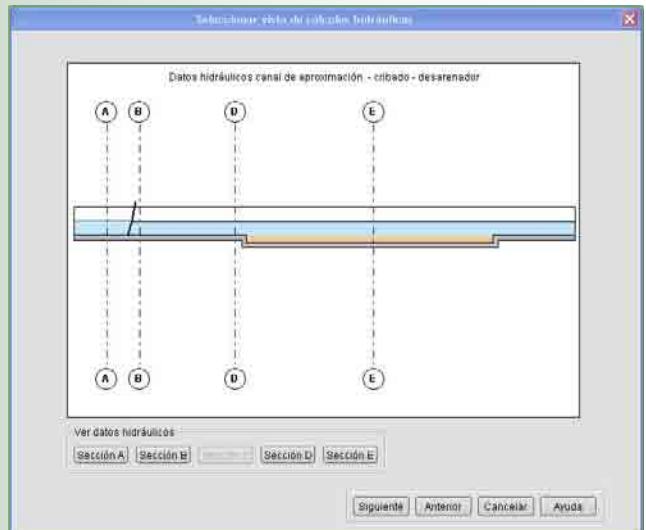 Seleccionar vista de cálculos hidráulicos
Datos hidráulicos canal de aproximación - cribado - desarenador
A B D E
A B D E
Ver datos hidráulicos
Sección A Sección B Sección D Sección E
Siguiente Anterior Cancelar Ayuda